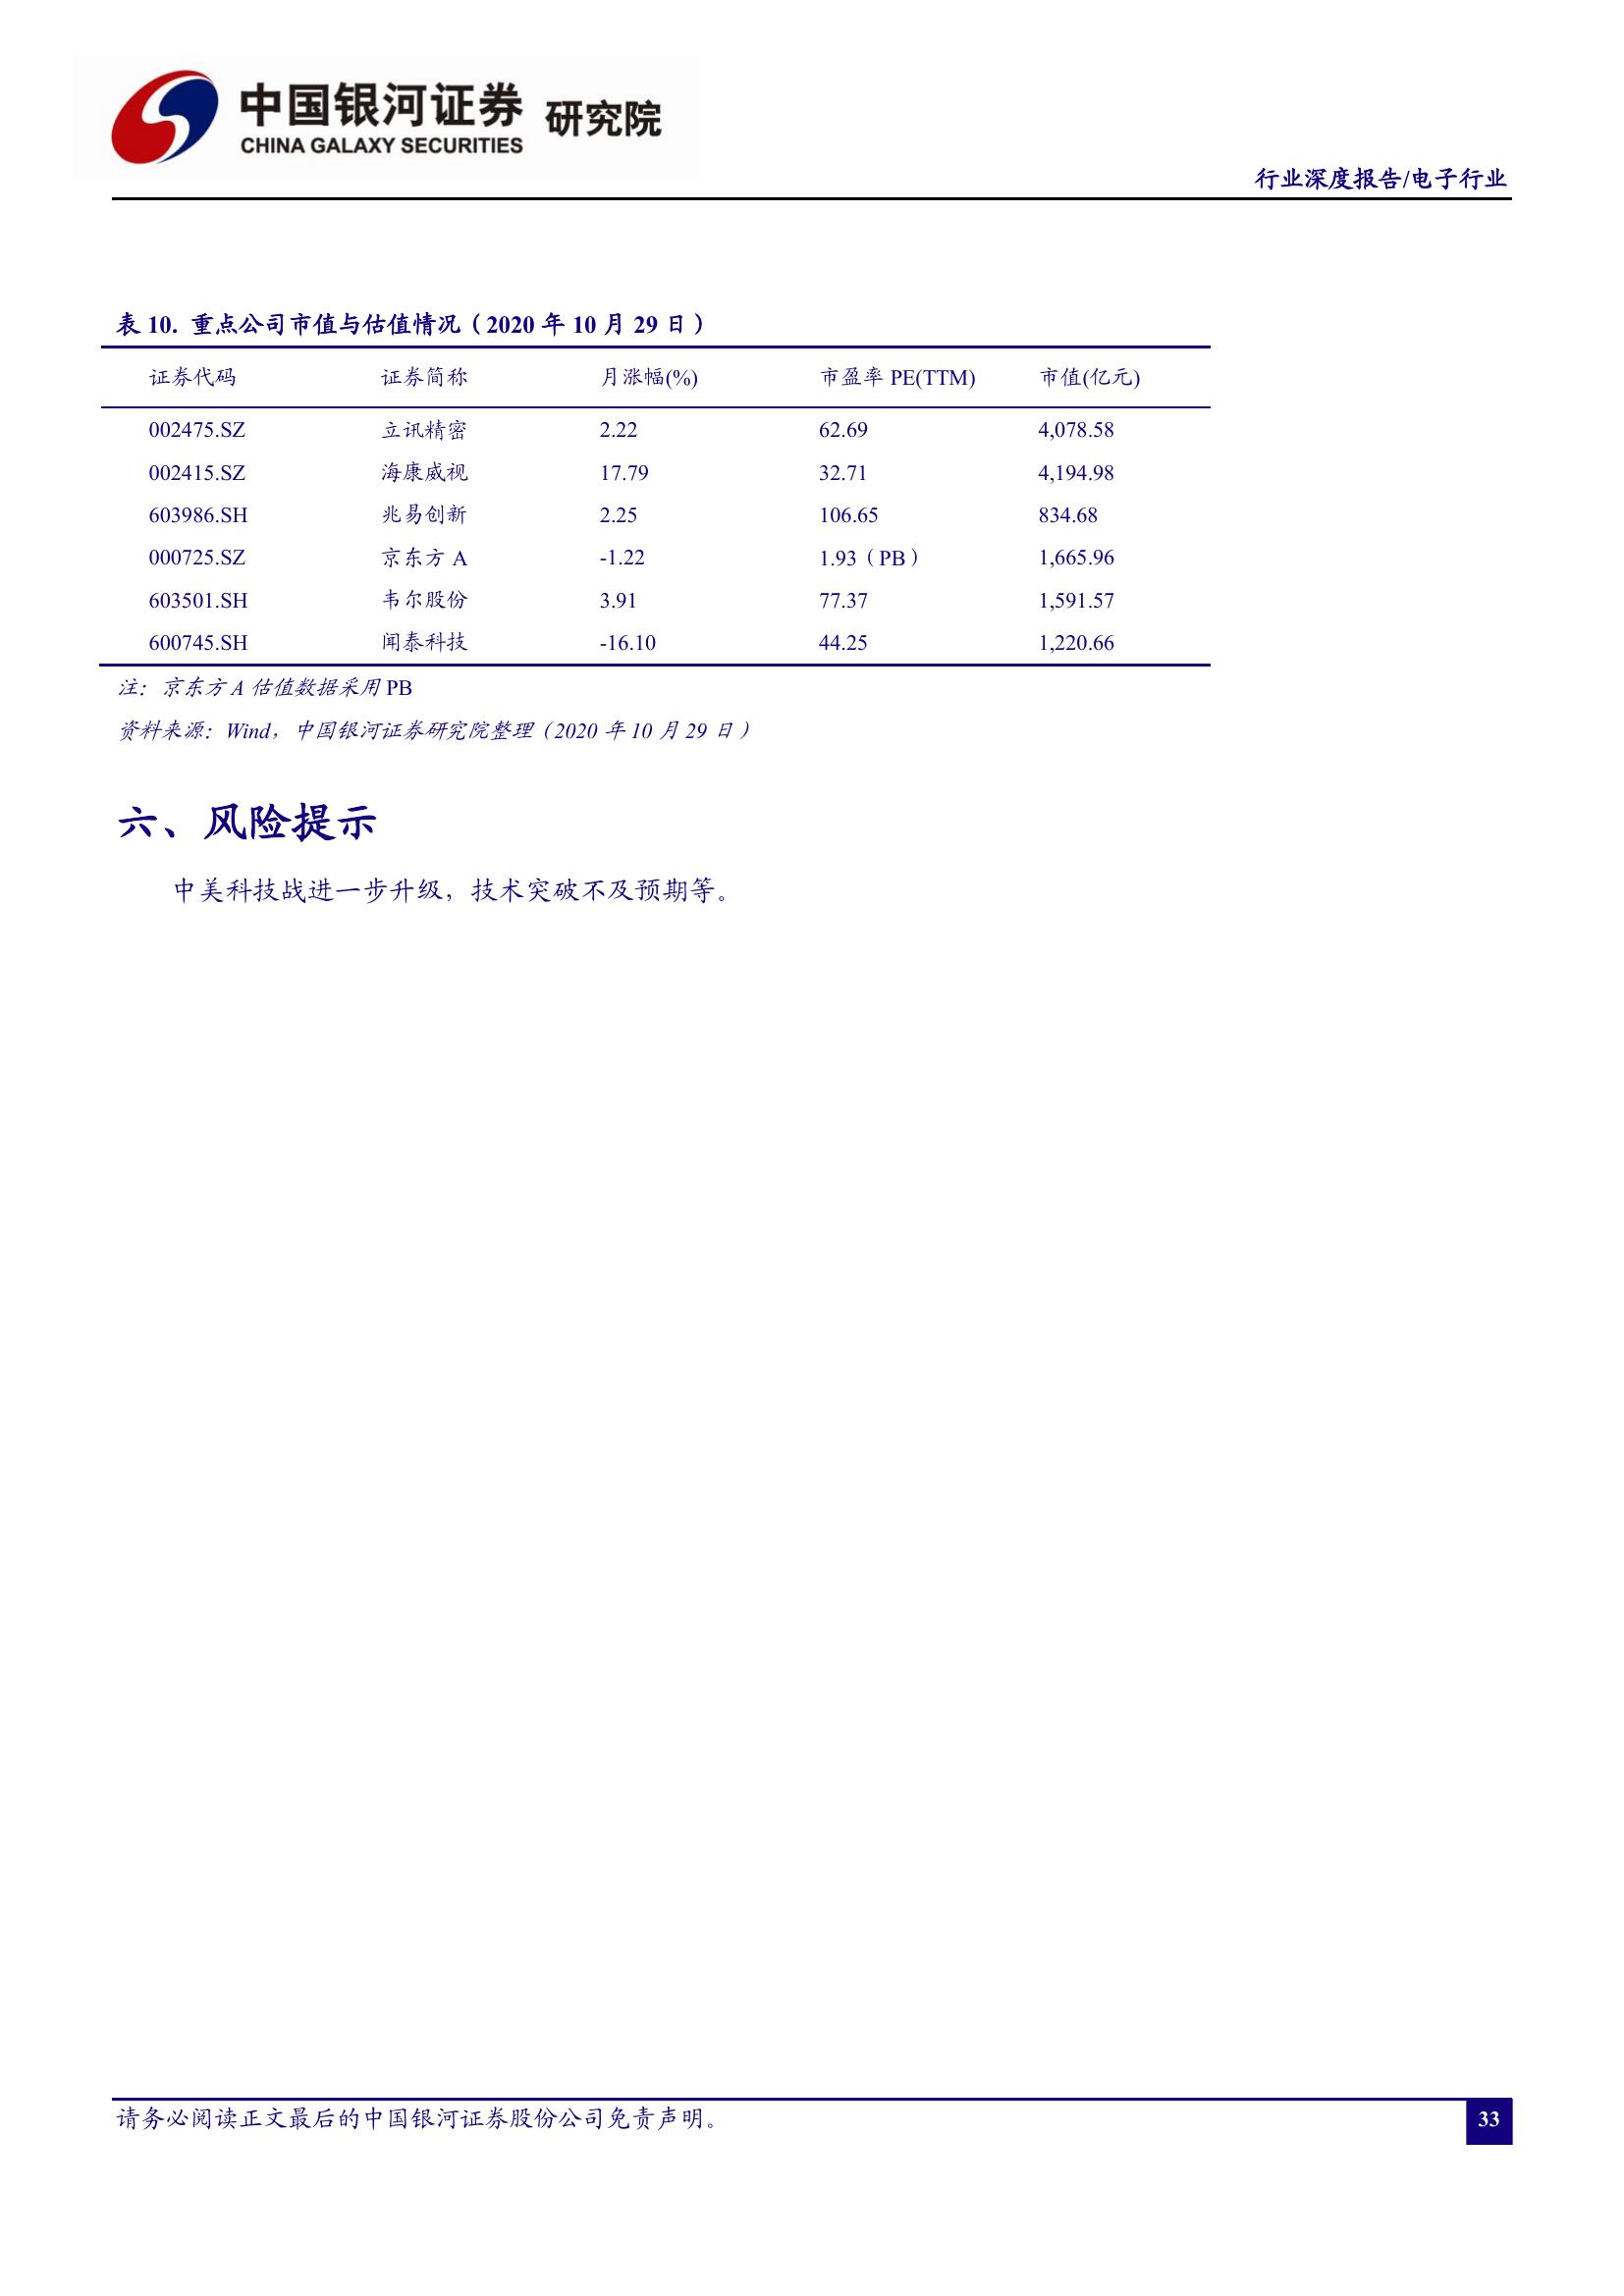 中国银河证券 研究院
CHINA GALAXY SECURITIES
行业深度报告/电子行业
表 10. 重点公司市值与估值情况（2020 年 10 月 29 日）
证券代码 证券简称 月涨幅(%) 市盈率 PE(TTM) 市值(亿元)
002475.SZ 立讯精密 2.22 62.69 4,078.58
002415.SZ 海康威视 17.79 32.71 4,194.98
603986.SH 兆易创新 2.25 106.65 834.68
000725.SZ 京东方 A -1.22 1.93（PB） 1,665.96
603501.SH 韦尔股份 3.91 77.37 1,591.57
600745.SH 闻泰科技 -16.10 44.25 1,220.66
注：京东方 A 估值数据采用 PB
资料来源：Wind，中国银河证券研究院整理（2020 年 10 月 29 日）
六、风险提示
中美科技战进一步升级，技术突破不及预期等。
请务必阅读正文最后的中国银河证券股份公司免责声明。
33